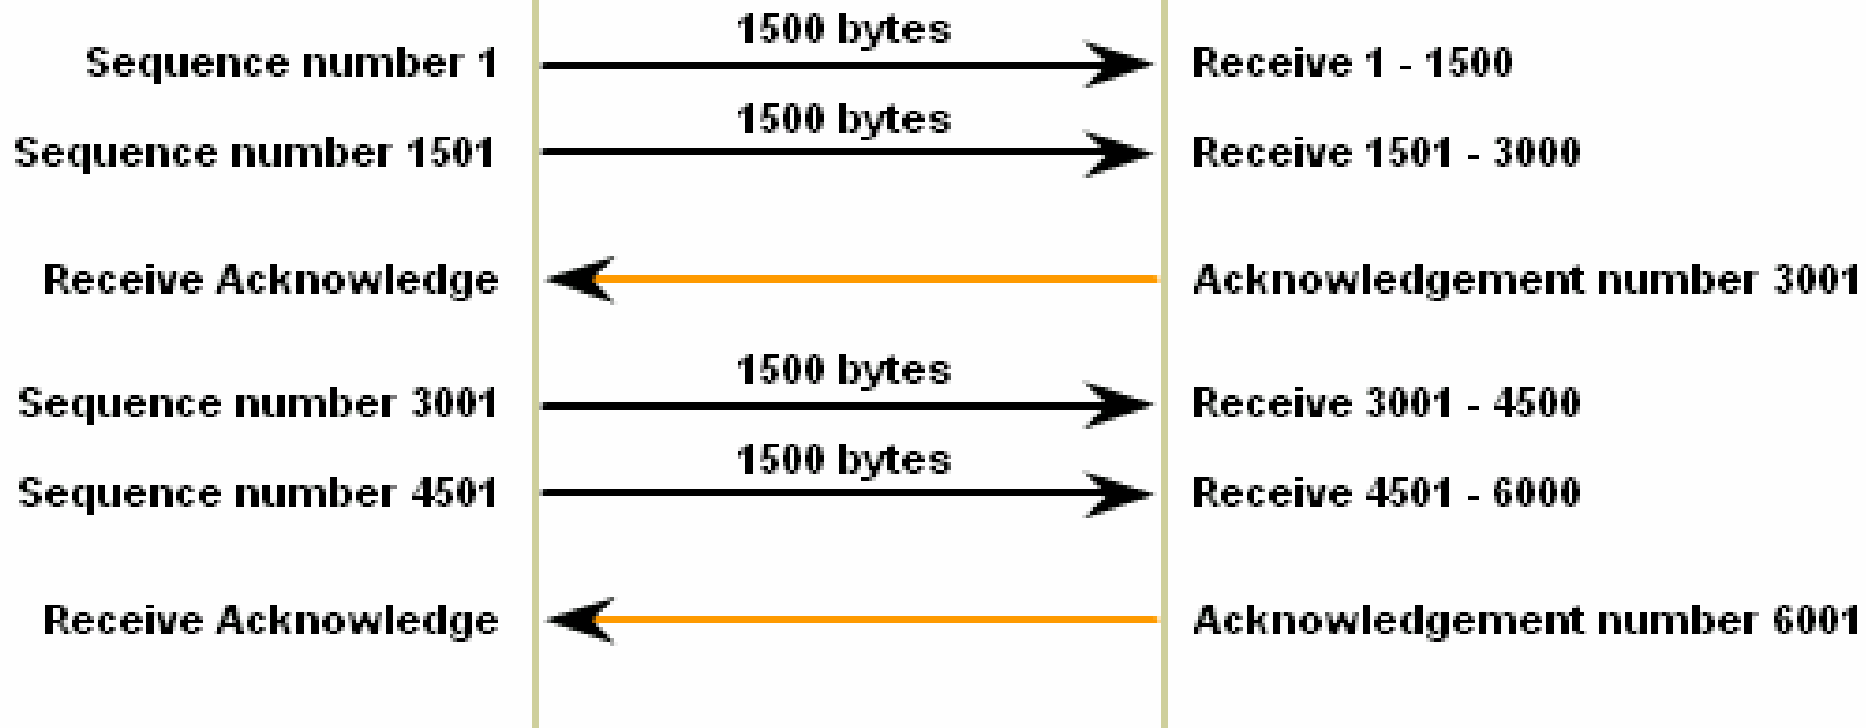 1500 bytes
Sequence number 1
Receive 1 - 1500
1500 bytes
Sequence number 1501
Receive 1501 - 3000
Receive Acknowledge
Acknowledgement number 3001
1500 bytes
Sequence number 3001
Receive 3001 - 4500
1500 bytes
Sequence number 4501
Receive 4501 - 6000
Receive Acknowledge
Acknowledgement number 6001